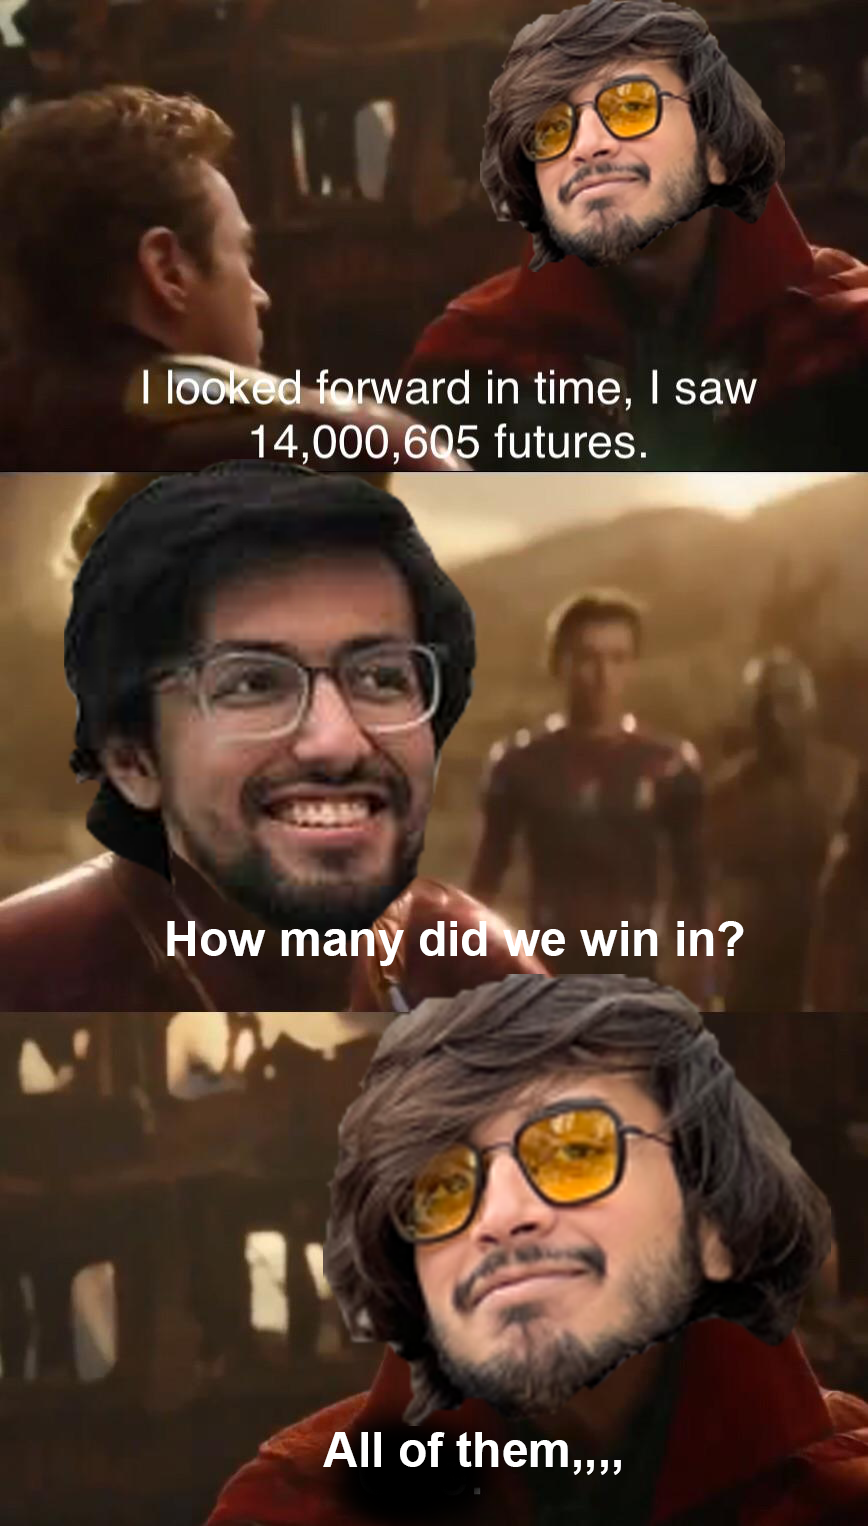 I looked forward in time, I saw
14,000,605 futures.
How many did we win in?
All of them,,,,